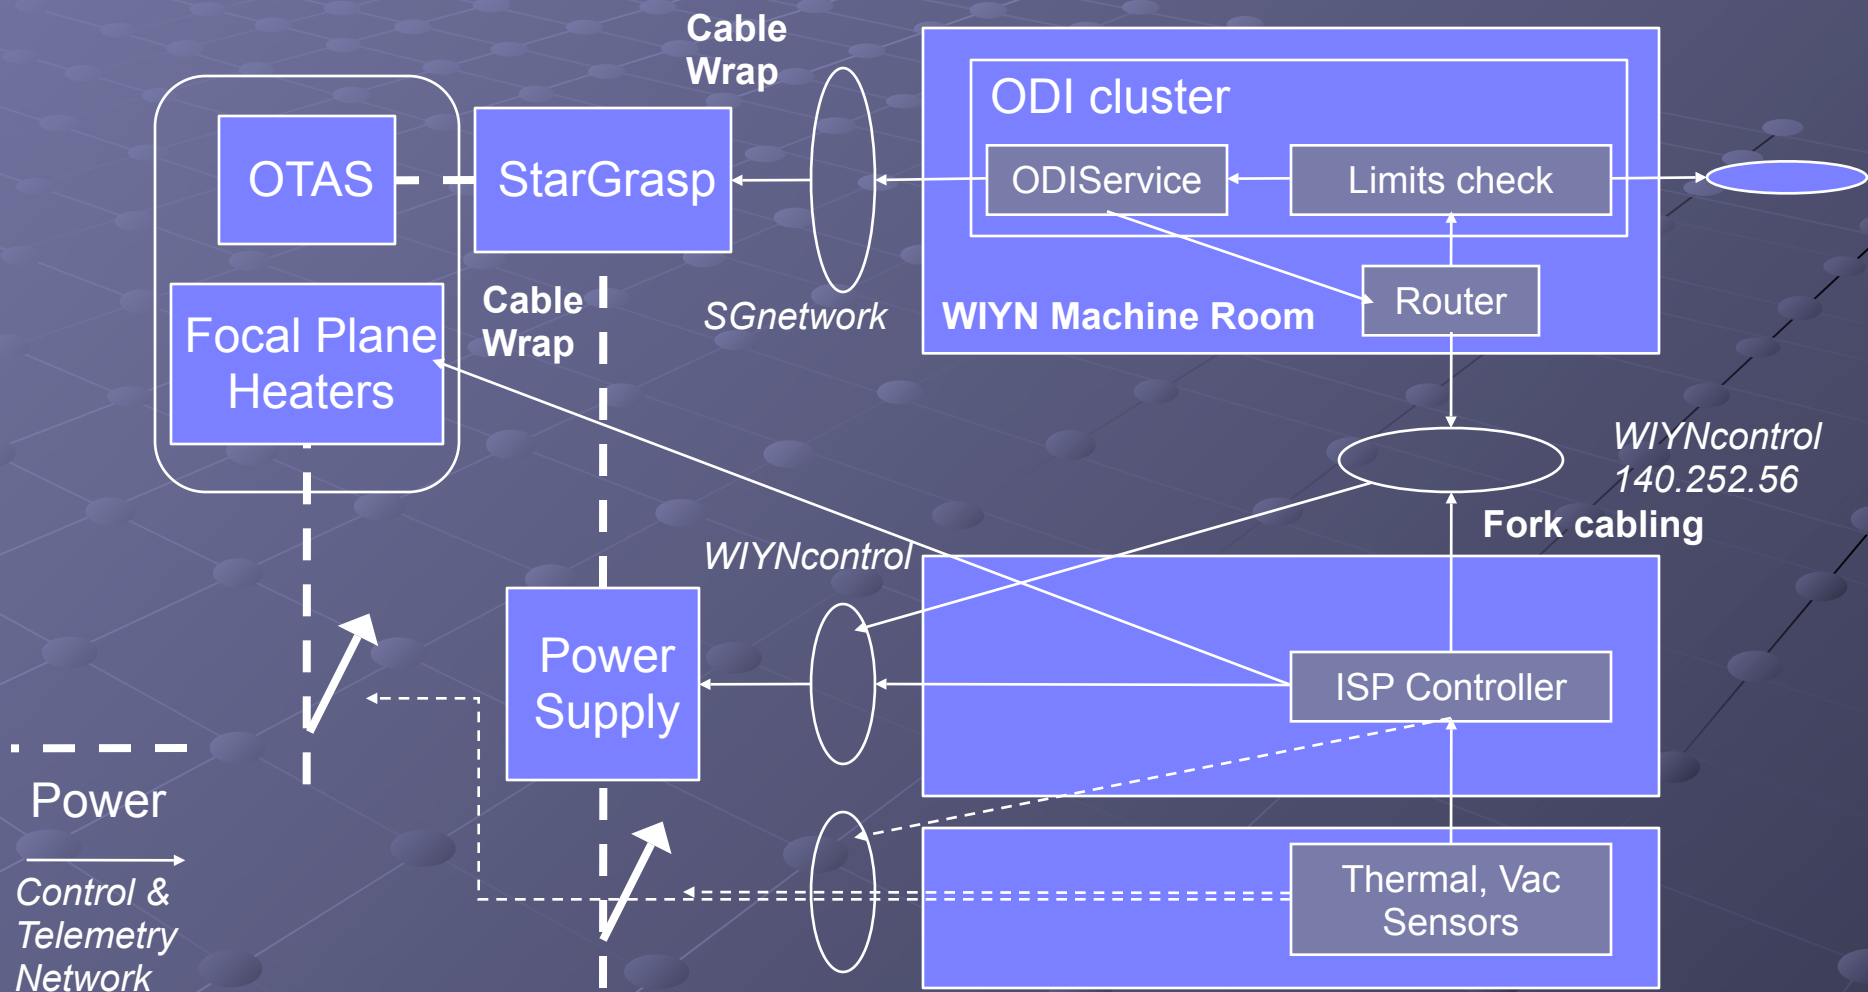 Cable
Wrap
ODI cluster
OTAS
StarGrasp
ODIService
Limits check
Cable
Wrap
SGnetwork
WIYN Machine Room
Router
Focal Plane
Heaters
WIYNcontrol
140.252.56
Fork cabling
WIYNcontrol
Power
Supply
ISP Controller
Power
Thermal, Vac
Sensors
Control &
Telemetry
Network